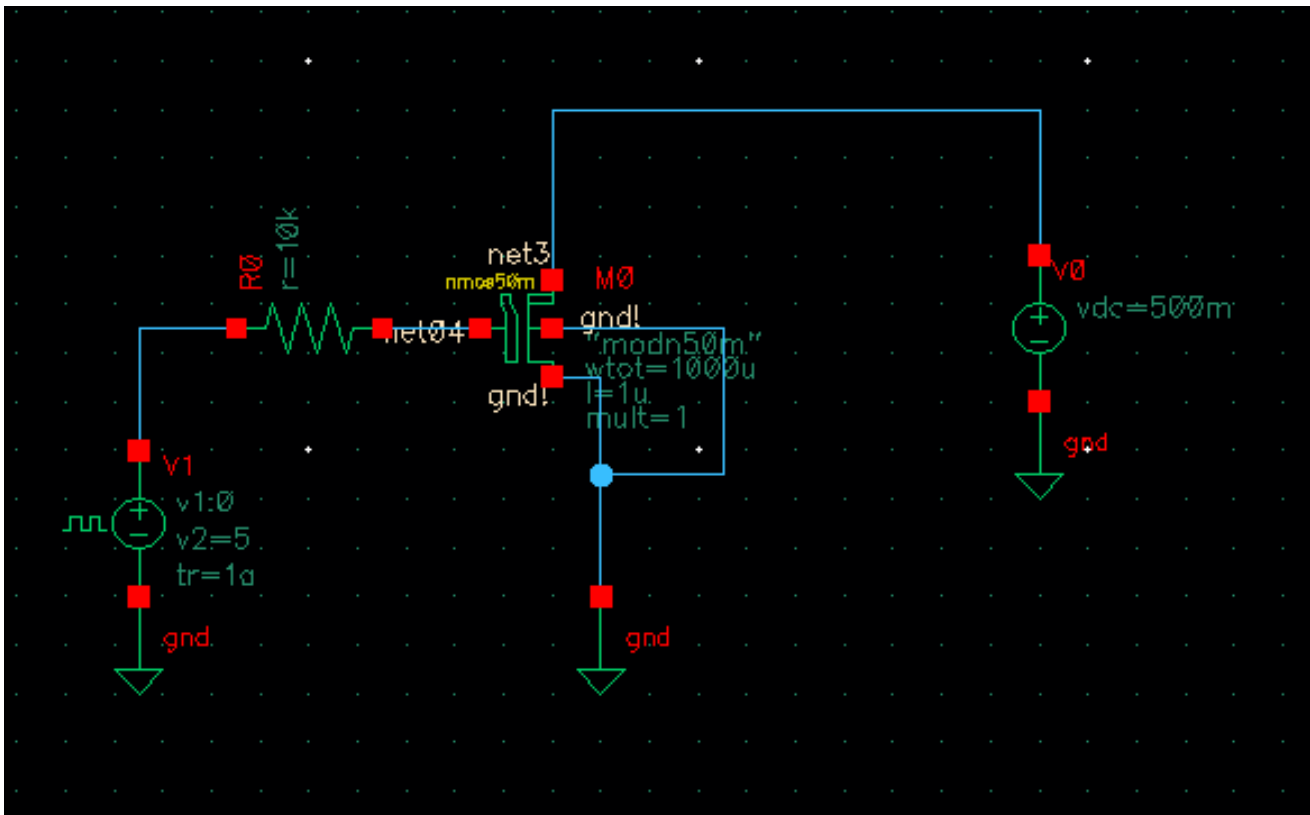 R0
r=10k
net3
nmos50m
M0
net04
gnd!
"modn50m"
wtot=1000u
l=1u
mult=1
gnd!
V0
vdc=500m
gnd
V1
v1:0
v2=5
tr=1a
gnd
gnd